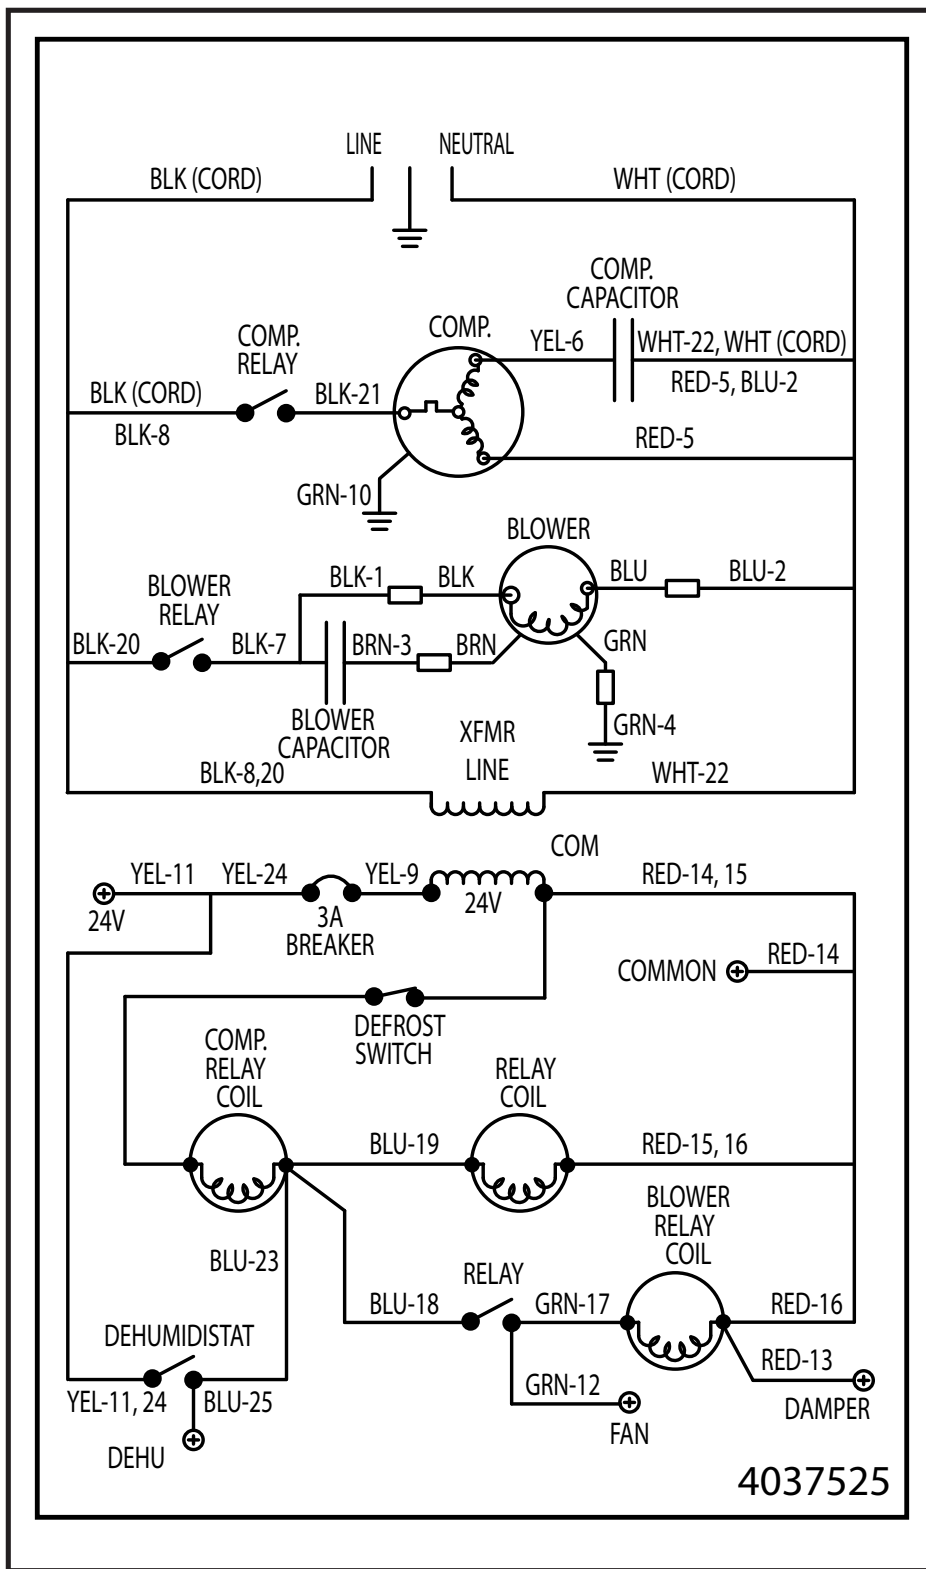 LINE
NEUTRAL
BLK (CORD)
WHT (CORD)
COMP.
CAPACITOR
COMP.
RELAY
COMP.
YEL-6
WHT-22, WHT (CORD)
RED-5, BLU-2
BLK (CORD)
BLK-8
BLK-21
RED-5
GRN-10
BLOWER
BLOWER
RELAY
BLK-1
BLK
BLU
BLU-2
BLK-20
BLK-7
BRN-3
BRN
GRN
BLOWER
CAPACITOR
GRN-4
XFMR
LINE
BLK-8,20
WHT-22
COM
YEL-11
YEL-24
YEL-9
24V
RED-14, 15
24V
3A
BREAKER
COMMON
RED-14
DEFROST
SWITCH
COMP.
RELAY
COIL
RELAY
COIL
BLU-19
RED-15, 16
BLOWER
RELAY
COIL
BLU-23
BLU-18
RELAY
GRN-17
RED-16
DEHUMIDISTAT
RED-13
YEL-11, 24
BLU-25
GRN-12
DAMPER
FAN
DEHU
4037525